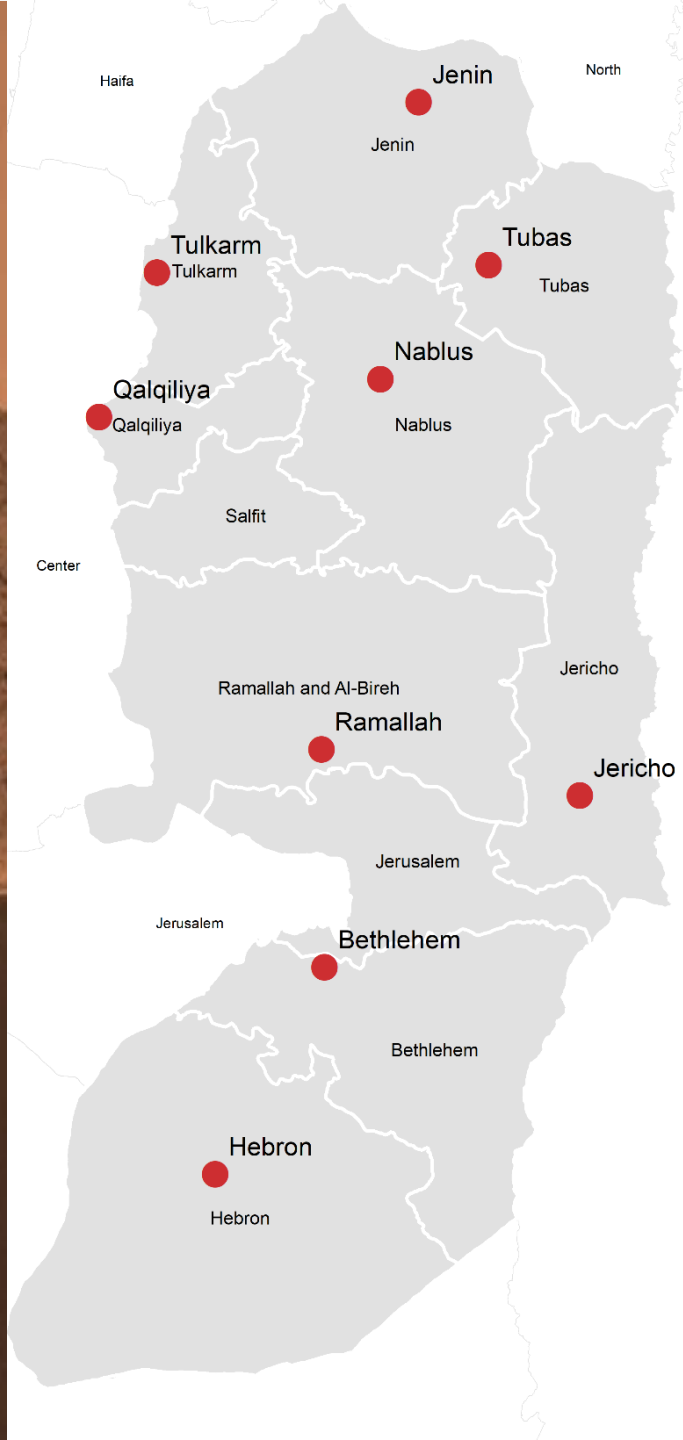 Jenin
North
Haifa
Jenin
Tubas
Tulkarm
Tulkarm
Tubas
Nablus
Qalqiliya
Qalqiliya
Nablus
Salfit
Center
Jericho
Ramallah and Al-Bireh
Ramallah
Jericho
Jerusalem
Jerusalem
Bethlehem
Bethlehem
Hebron
Hebron